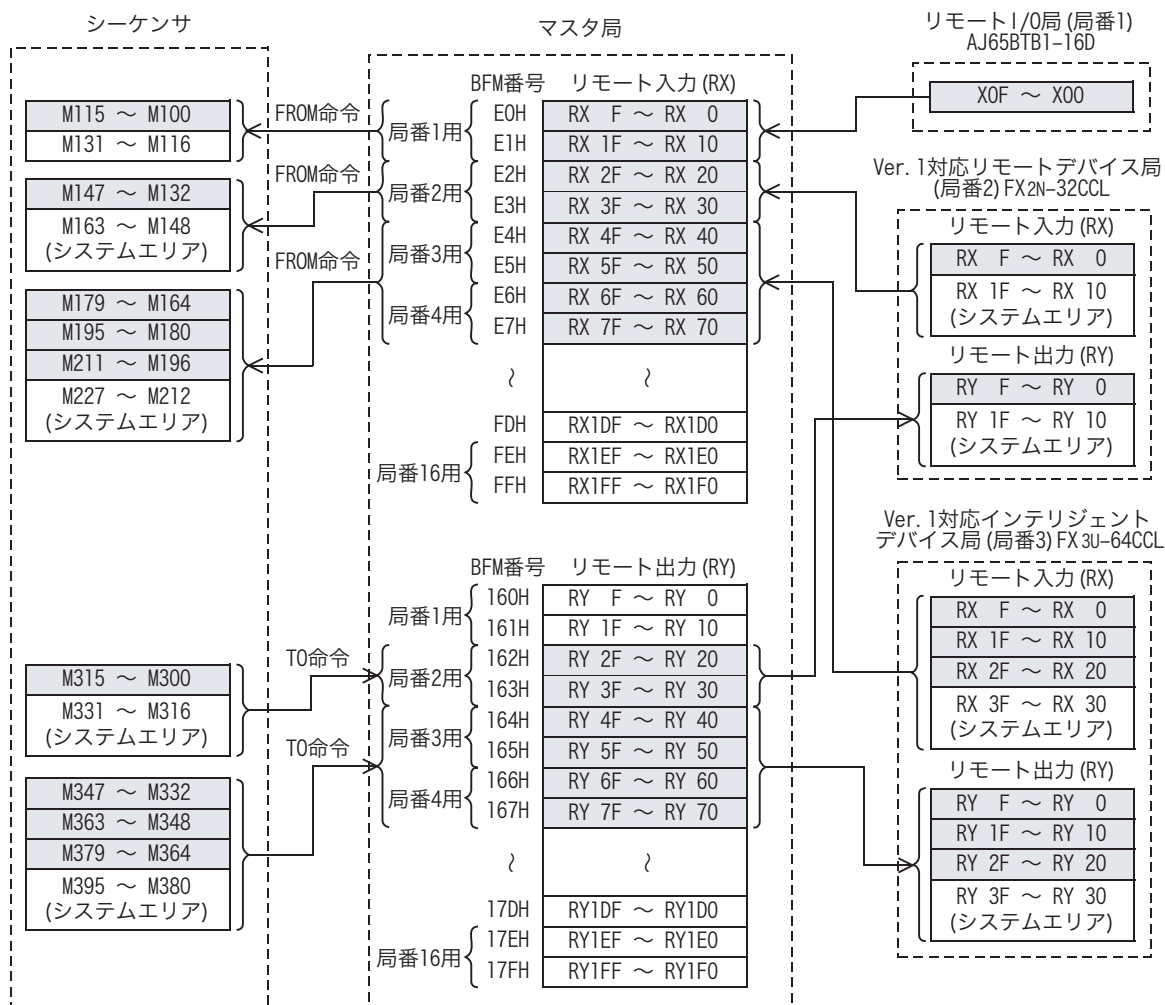 シーケンサ
M115 ～ M100
M131 ～ M116
M147 ～ M132
M163 ～ M148
(システムエリア)
M179 ～ M164
M195 ～ M180
M211 ～ M196
M227 ～ M212
(システムエリア)
M315 ～ M300
M331 ～ M316
(システムエリア)
M347 ～ M332
M363 ～ M348
M379 ～ M364
M395 ～ M380
(システムエリア)
FROM命令
FROM命令
FROM命令
TO命令
TO命令
マスタ局
BFM番号 リモート入力(RX)
局番1用
E0H RX F ～ RX 0
E1H RX 1F ～ RX 10
局番2用
E2H RX 2F ～ RX 20
E3H RX 3F ～ RX 30
局番3用
E4H RX 4F ～ RX 40
E5H RX 5F ～ RX 50
局番4用
E6H RX 6F ～ RX 60
E7H RX 7F ～ RX 70
～ ～
FDH RX1DF ～ RX1D0
局番16用
FEH RX1EF ～ RX1E0
FFH RX1FF ～ RX1F0
BFM番号 リモート出力(RY)
局番1用
160H RY F ～ RY 0
161H RY 1F ～ RY 10
局番2用
162H RY 2F ～ RY 20
163H RY 3F ～ RY 30
局番3用
164H RY 4F ～ RY 40
165H RY 5F ～ RY 50
局番4用
166H RY 6F ～ RY 60
167H RY 7F ～ RY 70
～ ～
17DH RY1DF ～ RY1D0
局番16用
17EH RY1EF ～ RY1E0
17FH RY1FF ～ RY1F0
リモートI/O局(局番1)
AJ65BTB1-16D
X0F ～ X00
Ver.1対応リモートデバイス局
(局番2)FX2N-32CCL
リモート入力(RX)
RX F ～ RX 0
RX 1F ～ RX 10
(システムエリア)
リモート出力(RY)
RY F ～ RY 0
RY 1F ～ RY 10
(システムエリア)
Ver.1対応インテリジェント
デバイス局(局番3)FX3U-64CCL
リモート入力(RX)
RX F ～ RX 0
RX 1F ～ RX 10
RX 2F ～ RX 20
RX 3F ～ RX 30
(システムエリア)
リモート出力(RY)
RY F ～ RY 0
RY 1F ～ RY 10
RY 2F ～ RY 20
RY 3F ～ RY 30
(システムエリア)